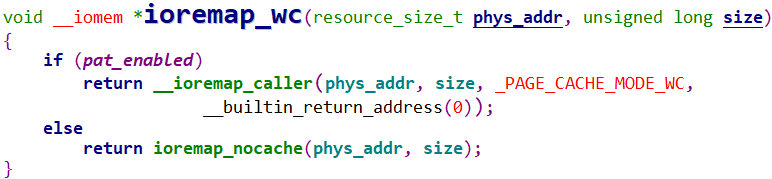 void __iomem *ioremap_wc(resource_size_t phys_addr, unsigned long size)
{
    if (pat_enabled)
        return __ioremap_caller(phys_addr, size, _PAGE_CACHE_MODE_WC,
                    __builtin_return_address(0));
    else
        return ioremap_nocache(phys_addr, size);
}